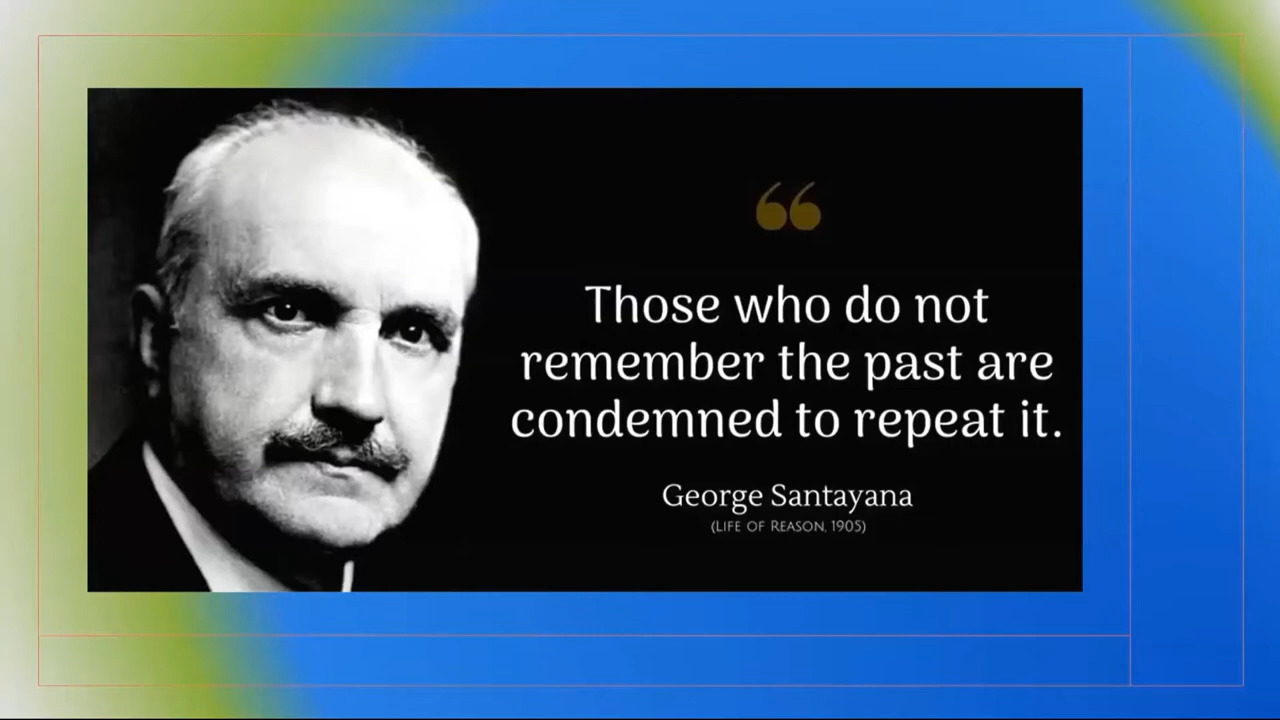 ❝
Those who do not
remember the past are
condemned to repeat it.
George Santayana
(Life of Reason, 1905)